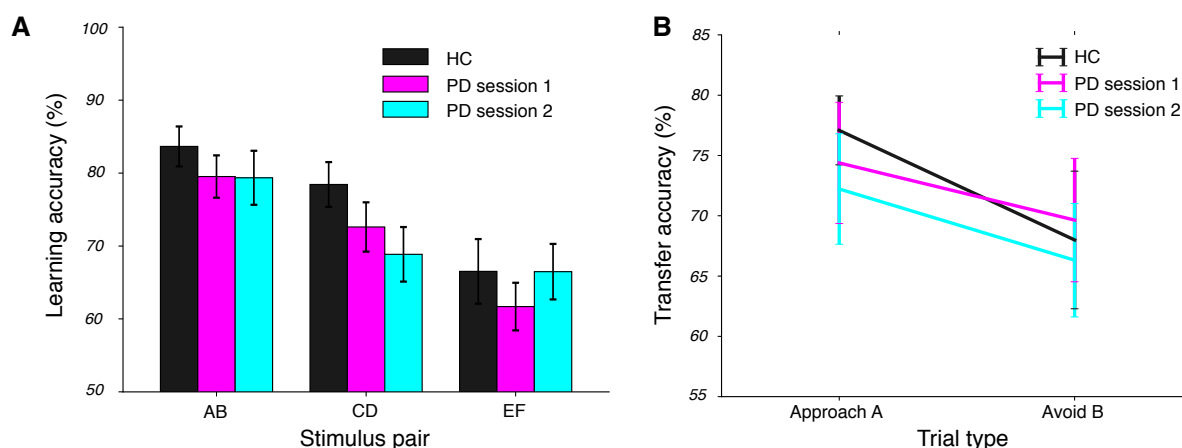 A
Learning accuracy (%)
100
90
80
70
60
50
HC
PD session 1
PD session 2
AB CD EF
Stimulus pair
B
Transfer accuracy (%)
85
80
75
70
65
60
55
HC
PD session 1
PD session 2
Approach A Avoid B
Trial type